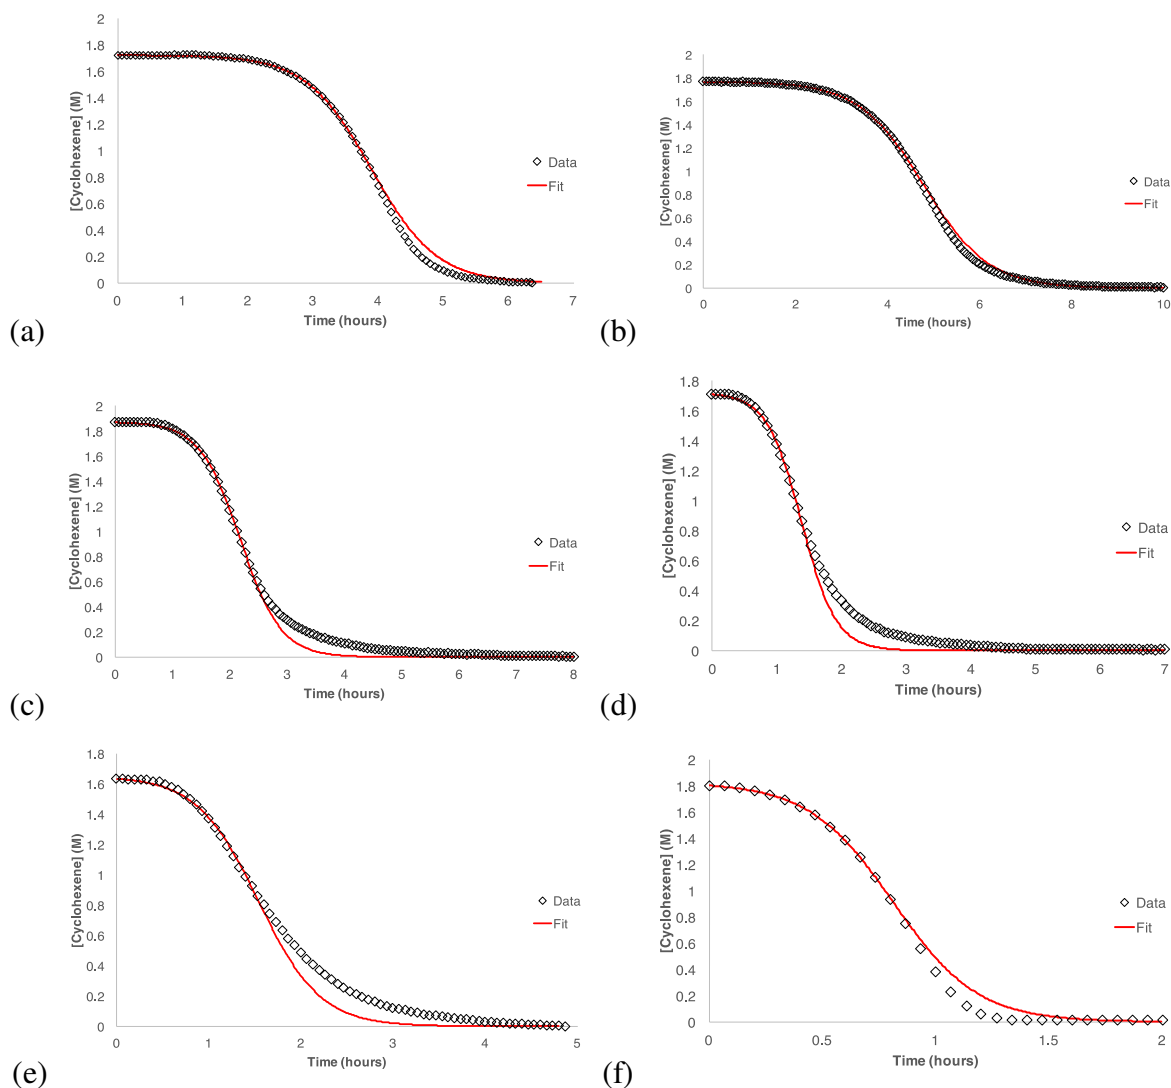 2
1.8
1.6
1.4
1.2
1
0.8
0.6
0.4
0.2
0
[Cyclohexene] (M)
0 1 2 3 4 5 6 7
Time (hours)
Data
Fit
(a)
2
1.8
1.6
1.4
1.2
1
0.8
0.6
0.4
0.2
0
[Cyclohexene] (M)
0 2 4 6 8 10
Time (hours)
Data
Fit
(b)
2
1.8
1.6
1.4
1.2
1
0.8
0.6
0.4
0.2
0
[Cyclohexene] (M)
0 1 2 3 4 5 6 7 8
Time (hours)
Data
Fit
(c)
1.8
1.6
1.4
1.2
1
0.8
0.6
0.4
0.2
0
[Cyclohexene] (M)
0 1 2 3 4 5 6 7
Time (hours)
Data
Fit
(d)
1.8
1.6
1.4
1.2
1
0.8
0.6
0.4
0.2
0
[Cyclohexene] (M)
0 1 2 3 4 5
Time (hours)
Data
Fit
(e)
2
1.8
1.6
1.4
1.2
1
0.8
0.6
0.4
0.2
0
[Cyclohexene] (M)
0 0.5 1 1.5 2
Time (hours)
Data
Fit
(f)